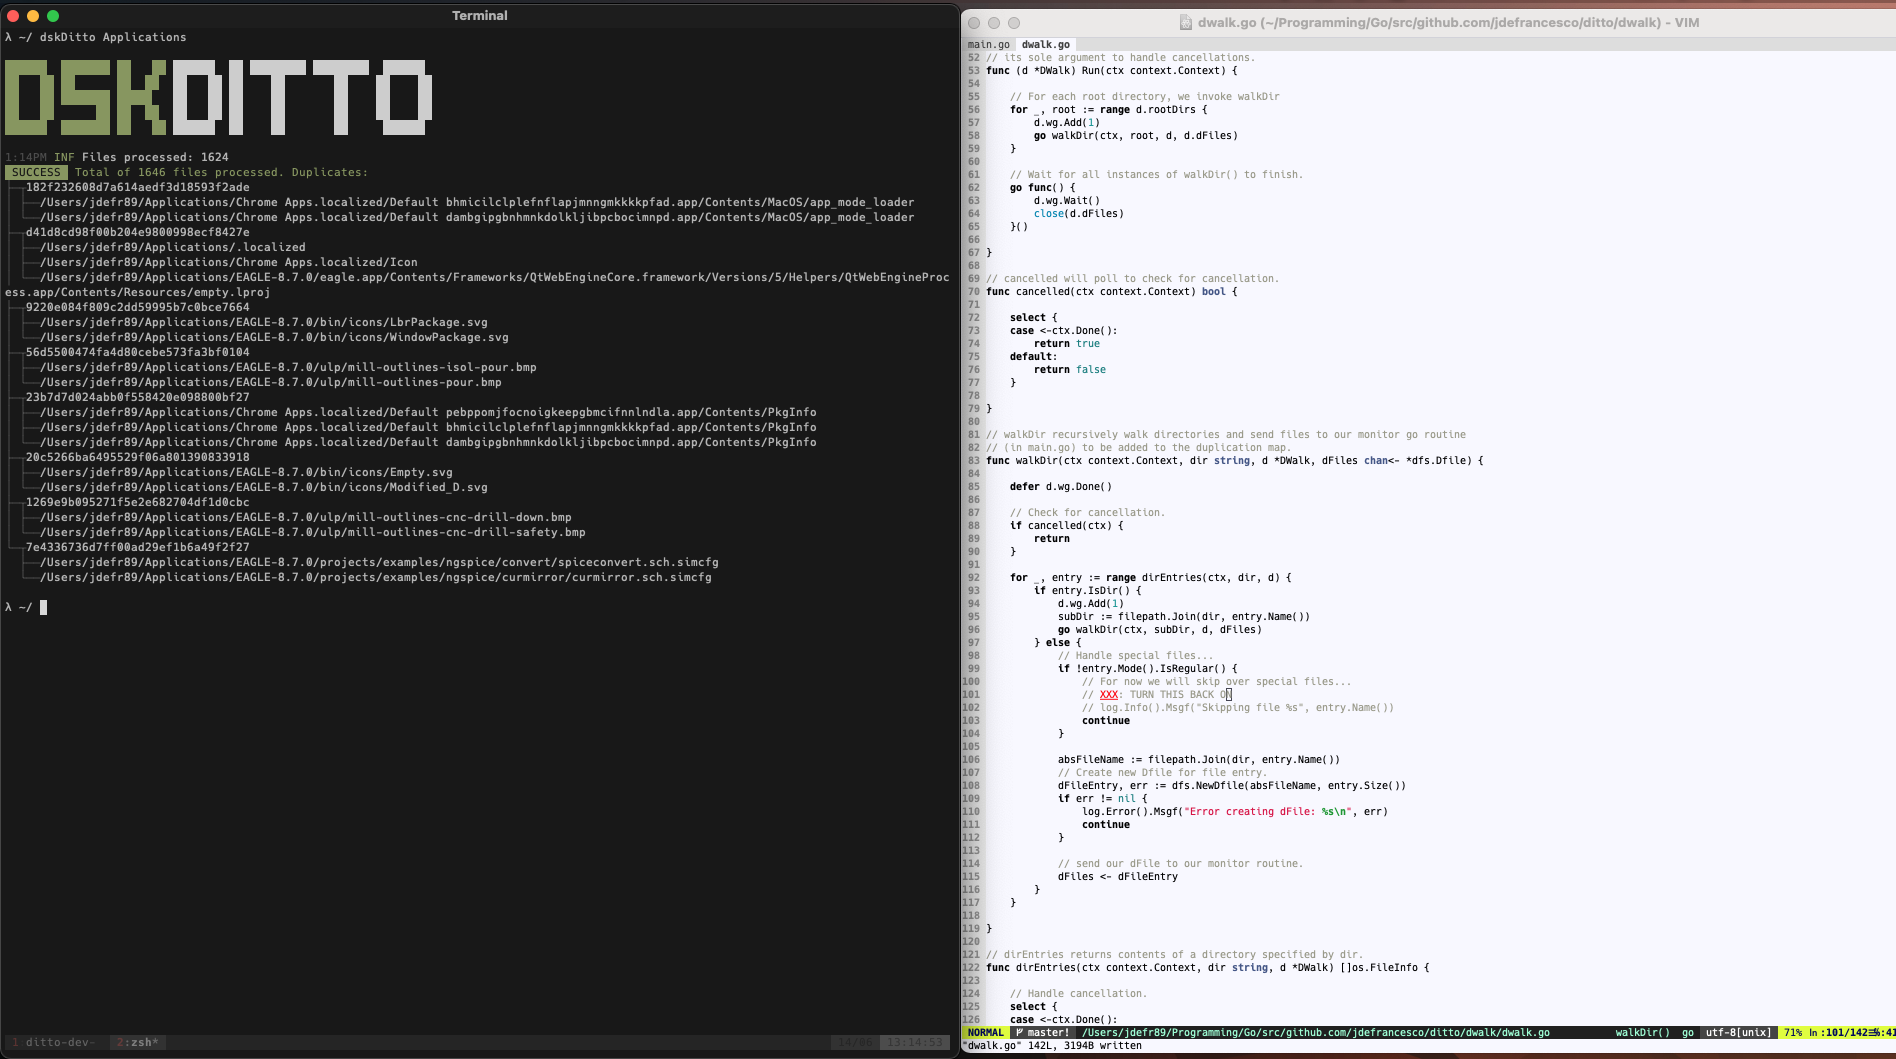 Terminal
λ ~/ dskDitto Applications
DSKDITTO
1:14PM INF Files processed: 1624
SUCCESS Total of 1646 files processed. Duplicates:
182f232608d7a614aedf3d18593f2ade
/Users/jdefr89/Applications/Chrome Apps.localized/Default bhmicilclplefnflapjmnngmkkkkpfad.app/Contents/MacOS/app_mode_loader
/Users/jdefr89/Applications/Chrome Apps.localized/Default dambgipgbnhmnkdolkljibpcbocimnpd.app/Contents/MacOS/app_mode_loader
d41d8cd98f00b204e9800998ecf8427e
/Users/jdefr89/Applications/.localized
/Users/jdefr89/Applications/Chrome Apps.localized/Icon
/Users/jdefr89/Applications/EAGLE-8.7.0/eagle.app/Contents/Frameworks/QtWebEngineCore.framework/Versions/5/Helpers/QtWebEngineProc
ess.app/Contents/Resources/empty.lproj
9220e084f809c2dd59995b7c0bce7664
/Users/jdefr89/Applications/EAGLE-8.7.0/bin/icons/LbrPackage.svg
/Users/jdefr89/Applications/EAGLE-8.7.0/bin/icons/WindowPackage.svg
56d5500474fa4d80cebe573fa3bf0104
/Users/jdefr89/Applications/EAGLE-8.7.0/ulp/mill-outlines-isol-pour.bmp
/Users/jdefr89/Applications/EAGLE-8.7.0/ulp/mill-outlines-pour.bmp
23b7d7d024abb0f558420e098800bf27
/Users/jdefr89/Applications/Chrome Apps.localized/Default pebppomjfocnoigkeepgbmcifnnlndla.app/Contents/PkgInfo
/Users/jdefr89/Applications/Chrome Apps.localized/Default bhmicilclplefnflapjmnngmkkkkpfad.app/Contents/PkgInfo
/Users/jdefr89/Applications/Chrome Apps.localized/Default dambgipgbnhmnkdolkljibpcbocimnpd.app/Contents/PkgInfo
20c5266ba6495529f06a801390833918
/Users/jdefr89/Applications/EAGLE-8.7.0/bin/icons/Empty.svg
/Users/jdefr89/Applications/EAGLE-8.7.0/bin/icons/Modified_D.svg
1269e9b095271f5e2e682704df1d0cbc
/Users/jdefr89/Applications/EAGLE-8.7.0/ulp/mill-outlines-cnc-drill-down.bmp
/Users/jdefr89/Applications/EAGLE-8.7.0/ulp/mill-outlines-cnc-drill-safety.bmp
7e4336736d7ff00ad29ef1b6a49f2f27
/Users/jdefr89/Applications/EAGLE-8.7.0/projects/examples/ngspice/convert/spiceconvert.sch.simcfg
/Users/jdefr89/Applications/EAGLE-8.7.0/projects/examples/ngspice/curmirror/curmirror.sch.simcfg
λ ~/
1 ditto-dev- 2:zsh* 14/06 13:14:53
dwalk.go (~/Programming/Go/src/github.com/jdefrancesco/ditto/dwalk) - VIM
main.go dwalk.go
52 // its sole argument to handle cancellations.
53 func (d *DWalk) Run(ctx context.Context) {
54
55 // For each root directory, we invoke walkDir
56 for _, root := range d.rootDirs {
57 d.wg.Add(1)
58 go walkDir(ctx, root, d, d.dFiles)
59 }
60
61 // Wait for all instances of walkDir() to finish.
62 go func() {
63 d.wg.Wait()
64 close(d.dFiles)
65 }()
66
67 }
68
69 // cancelled will poll to check for cancellation.
70 func cancelled(ctx context.Context) bool {
71
72 select {
73 case <-ctx.Done():
74 return true
75 default:
76 return false
77 }
78
79 }
80
81 // walkDir recursively walk directories and send files to our monitor go routine
82 // (in main.go) to be added to the duplication map.
83 func walkDir(ctx context.Context, dir string, d *DWalk, dFiles chan<- *dfs.Dfile) {
84
85 defer d.wg.Done()
86
87 // Check for cancellation.
88 if cancelled(ctx) {
89 return
90 }
91
92 for _, entry := range dirEntries(ctx, dir, d) {
93 if entry.IsDir() {
94 d.wg.Add(1)
95 subDir := filepath.Join(dir, entry.Name())
96 go walkDir(ctx, subDir, d, dFiles)
97 } else {
98 // Handle special files...
99 if !entry.Mode().IsRegular() {
100 // For now we will skip over special files...
101 // XXX: TURN THIS BACK ON
102 // log.Info().Msgf("Skipping file %s", entry.Name())
103 continue
104 }
105
106 absFileName := filepath.Join(dir, entry.Name())
107 // Create new Dfile for file entry.
108 dFileEntry, err := dfs.NewDfile(absFileName, entry.Size())
109 if err != nil {
110 log.Error().Msgf("Error creating dFile: %s\n", err)
111 continue
112 }
113
114 // send our dFile to our monitor routine.
115 dFiles <- dFileEntry
116 }
117 }
118
119 }
120
121 // dirEntries returns contents of a directory specified by dir.
122 func dirEntries(ctx context.Context, dir string, d *DWalk) []os.FileInfo {
123
124 // Handle cancellation.
125 select {
126 case <-ctx.Done():
NORMAL master! /Users/jdefr89/Programming/Go/src/github.com/jdefrancesco/ditto/dwalk/dwalk.go walkDir() go utf-8[unix] 71% ln :101/142
"dwalk.go" 142L, 3194B written